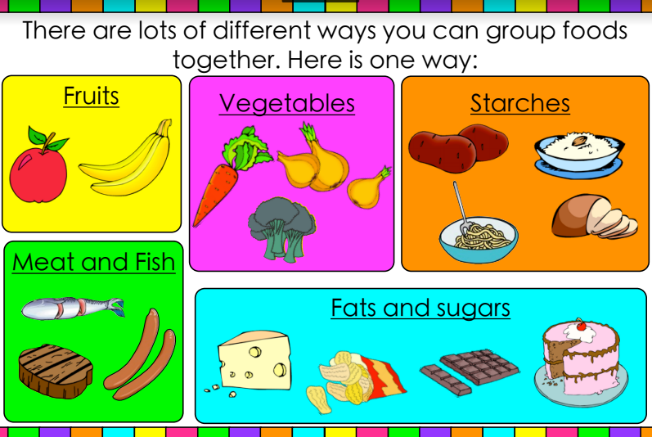 There are lots of different ways you can group foods
together. Here is one way:
Fruits
Vegetables
Starches
Meat and Fish
Fats and sugars